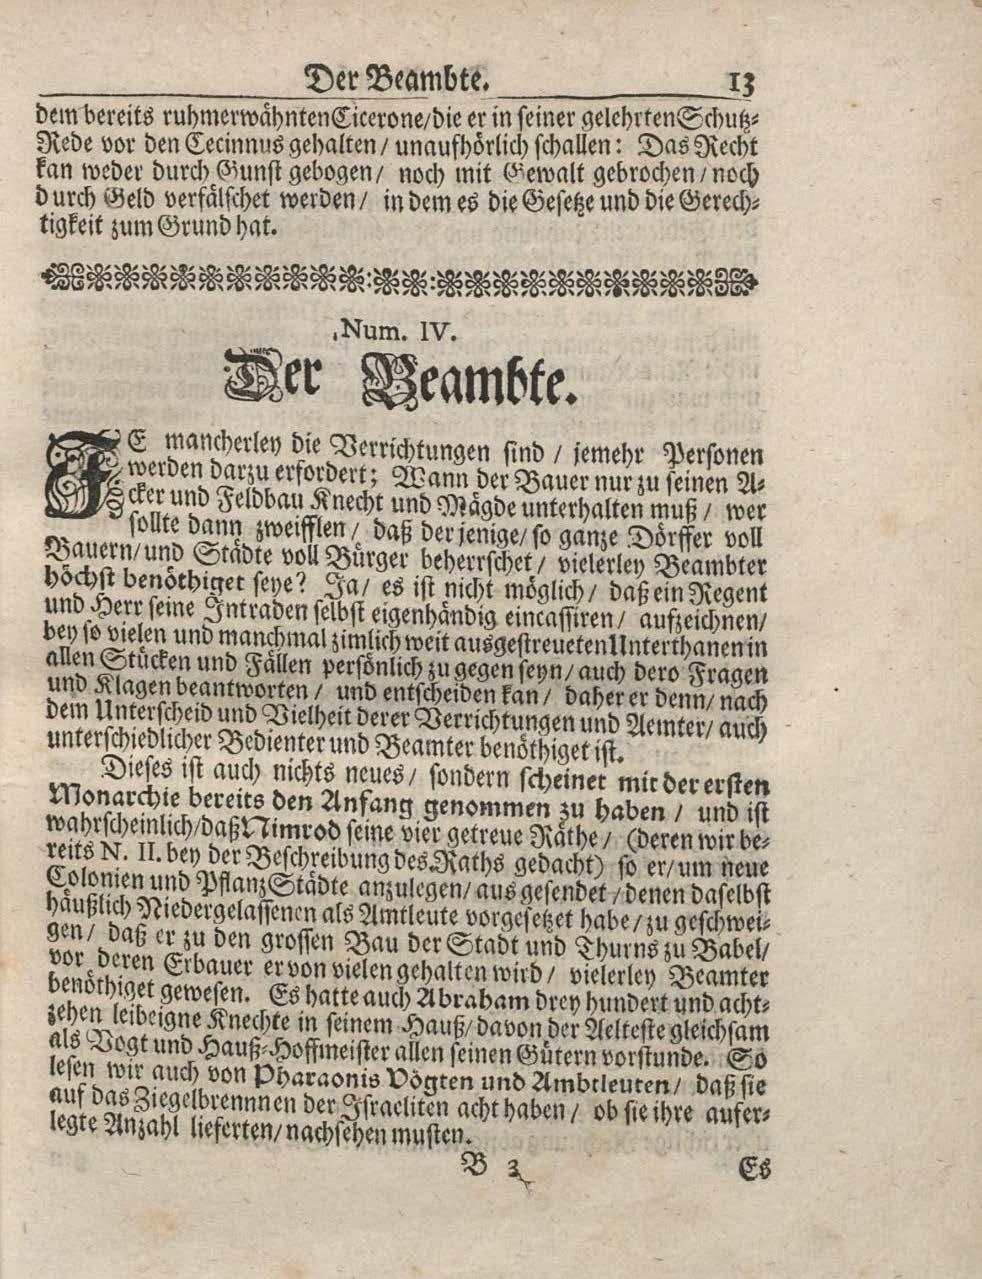 Der Beambte. 13
dem bereits ruhmerwähnten Cicerone/ die er in seiner gelehrten Schutz-
Rede vor den Cecinnus gehalten/ unaufhörlich schallen: Das Recht
kan weder durch Gunst gebogen/ noch mit Gewalt gebrochen/ noch
durch Geld verfälschet werden/ in dem es die Gesetze und die Gerech-
tigkeit zum Grund hat.
Num. IV.
Der Beambte.
JE mancherley die Verrichtungen sind/ jemehr Personen
werden darzu erfordert; Wann der Bauer nur zu seinen A-
cker und Feldbau Knecht und Mägde unterhalten muß/ wer
sollte dann zweifflen/ daß derjenige/ so ganze Dörffer voll
Bauern/ und Städte voll Bürger beherrschet/ vielerley Beambter
höchst benöthiget seye? Ja/ es ist nicht möglich/ daß ein Regent
und Herr seine Intraden selbst eigenhändig eincassiren/ aufzeichnen/
bey so vielen und manchmal zimlich weit ausgestreueten Unterthanen in
allen Stücken und Fällen persönlich zu gegen seyn/ auch dero Fragen
und Klagen beantworten/ und entscheiden kan/ daher er denn/ nach
dem Unterscheid und Vielheit derer Verrichtungen und Aemter/ auch
unterschiedlicher Bedienter und Beamter benöthiget ist.
Dieses ist auch nichts neues/ sondern scheinet mit der ersten
Monarchie bereits den Anfang genommen zu haben/ und ist
wahrscheinlich/ daß Nimrod seine vier getreue Räthe/ (deren wir be-
reits N. II. bey der Beschreibung des Raths gedacht) so er/ um neue
Colonien und Pflanz Städte anzulegen/ ausgesendet/ denen daselbst
häußlich Niedergelassenen als Amtleute vorgesetzet habe/ zu geschwei-
gen/ daß er zu den grossen Bau der Stadt und Thurns zu Babel/
vor deren Erbauer er von vielen gehalten wird/ vielerley Beamter
benöthiget gewesen. Es hatte auch Abraham drey hundert und acht-
zehen leibeigne Knechte in seinem Hauß/ davon der Aelteste gleichsam
als Vogt und Hauß-Hoffmeister allen seinen Gütern vorstunde. So
lesen wir auch von Pharaonis Vögten und Ambtleuten/ daß sie
auf das Ziegelbrennnen der Israeliten acht haben/ ob sie ihre aufer-
legte Anzahl lieferten/ nachsehen musten.
B 3 Es